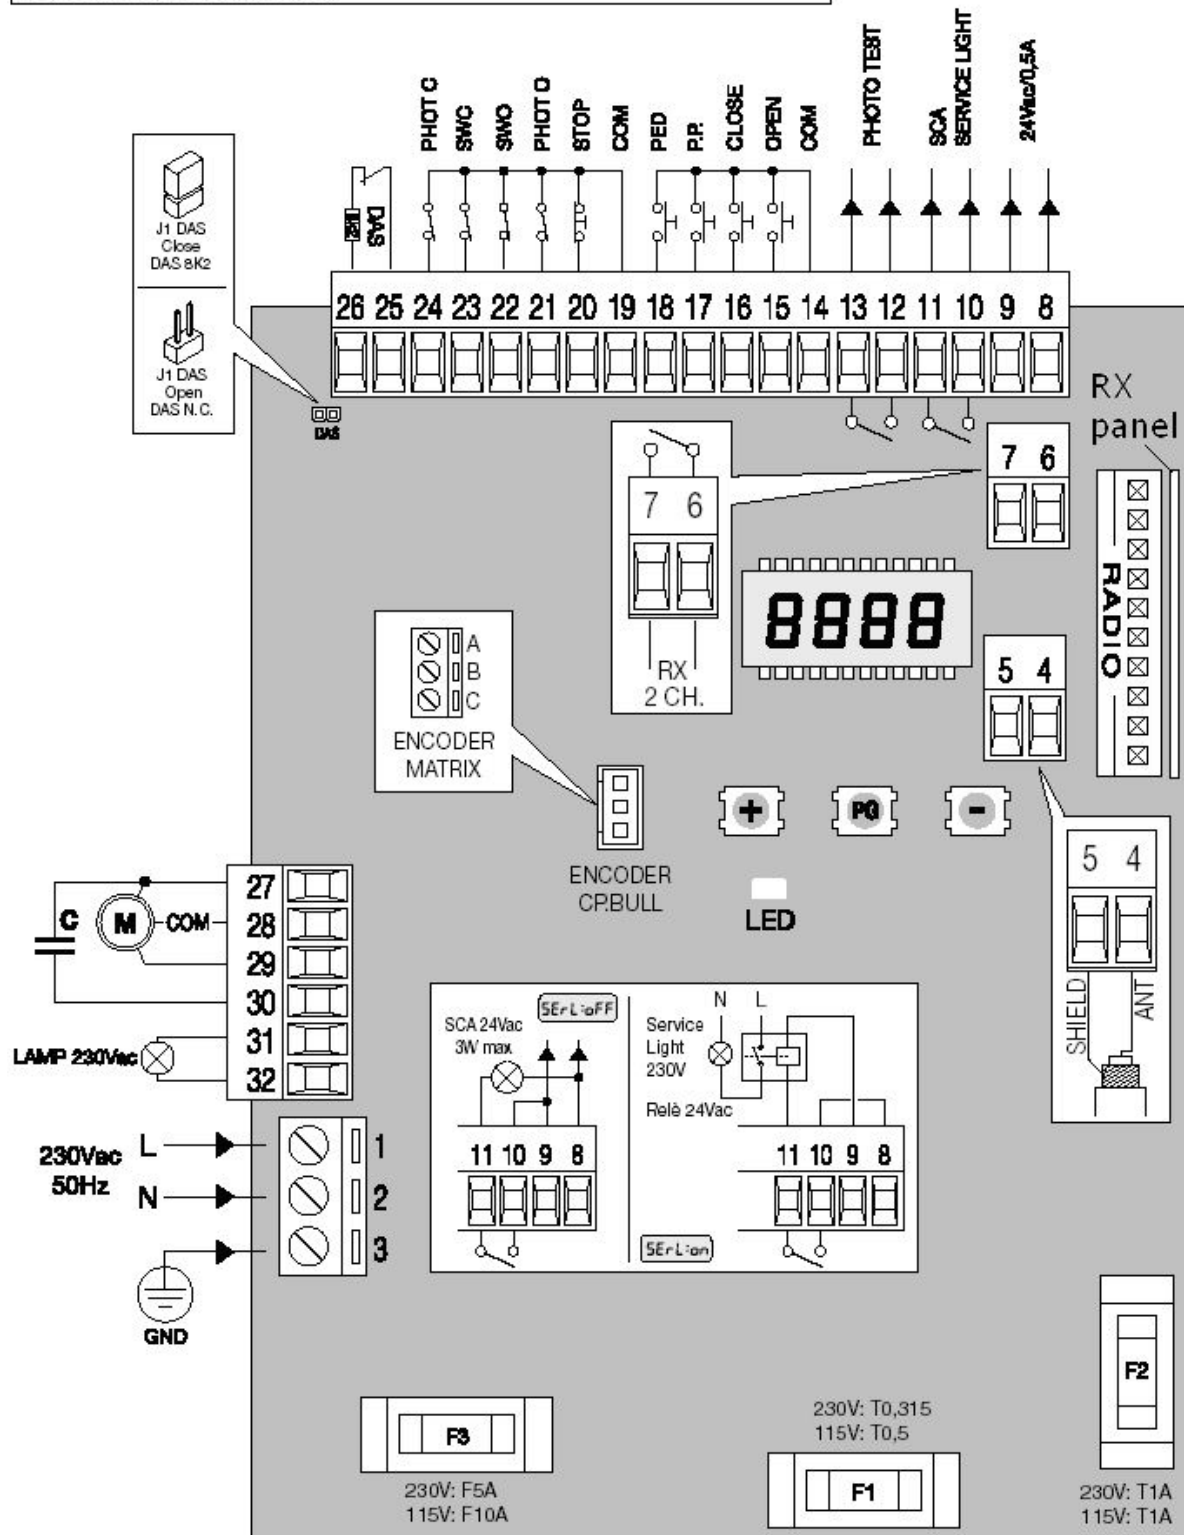 PHOT C
SWC
SWO
PHOT O
STOP
COM
PED
P.P.
CLOSE
OPEN
COM
PHOTO TEST
SCA
SERVICE LIGHT
24Vac/0,5A
J1 DAS
Close
DAS 8K2
J1 DAS
Open
DAS N.C.
8K2
DAS
26 25 24 23 22 21 20 19 18 17 16 15 14 13 12 11 10 9 8
DAS
RX
panel
7 6
7 6
RX
2 CH.
8888
RADIO
5 4
A
B
C
ENCODER
MATRIX
ENCODER
CP.BULL
+
PG
-
LED
5 4
SHIELD
ANT
C
M
COM
27
28
29
30
31
32
LAMP 230Vac
SCA 24Vac
3W max
SErL:oFF
11 10 9 8
Service
Light
230V
N L
Relè 24Vac
11 10 9 8
SErL:on
230Vac
50Hz
L
N
1
2
3
GND
F3
230V: F5A
115V: F10A
230V: T0,315
115V: T0,5
F1
F2
230V: T1A
115V: T1A